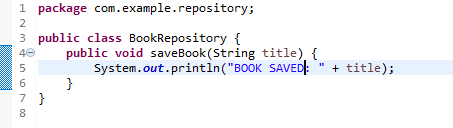 1 package com.example.repository;
2
3 public class BookRepository {
4 public void saveBook(String title) {
5 System.out.println("BOOK SAVED: " + title);
6 }
7 }
8